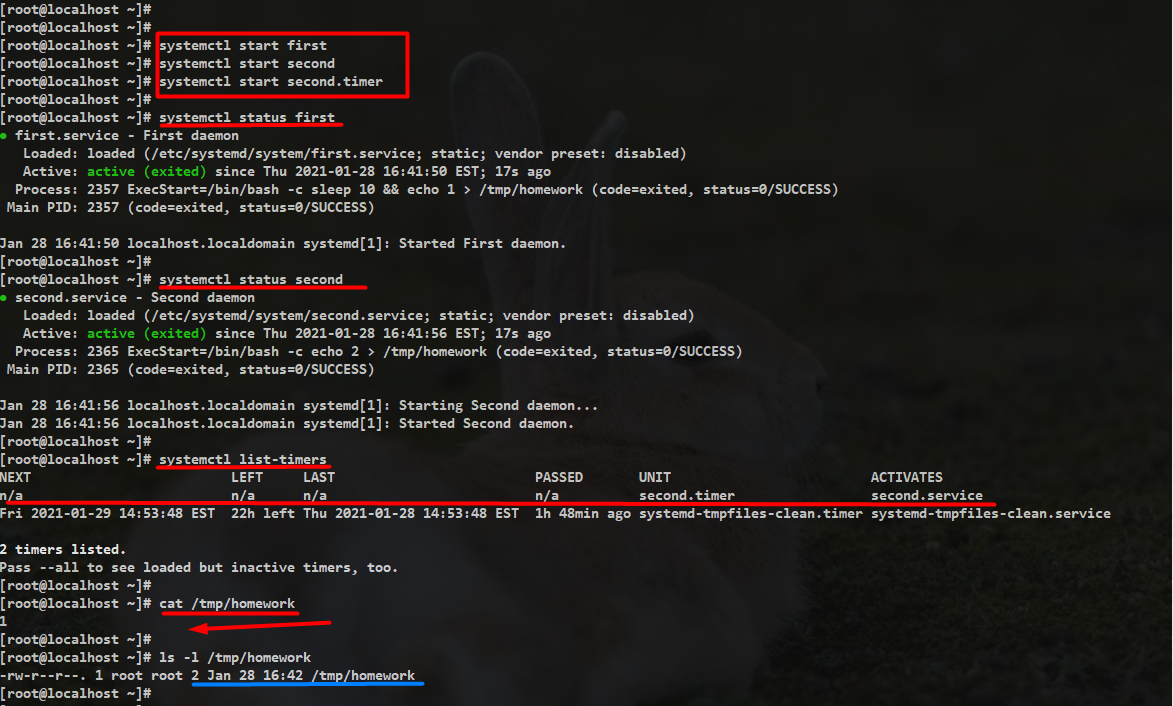 [root@localhost ~]#
[root@localhost ~]#
[root@localhost ~]# systemctl start first
[root@localhost ~]# systemctl start second
[root@localhost ~]# systemctl start second.timer
[root@localhost ~]#
[root@localhost ~]# systemctl status first
● first.service - First daemon
   Loaded: loaded (/etc/systemd/system/first.service; static; vendor preset: disabled)
   Active: active (exited) since Thu 2021-01-28 16:41:50 EST; 17s ago
  Process: 2357 ExecStart=/bin/bash -c sleep 10 && echo 1 > /tmp/homework (code=exited, status=0/SUCCESS)
 Main PID: 2357 (code=exited, status=0/SUCCESS)

Jan 28 16:41:50 localhost.localdomain systemd[1]: Started First daemon.
[root@localhost ~]#
[root@localhost ~]# systemctl status second
● second.service - Second daemon
   Loaded: loaded (/etc/systemd/system/second.service; static; vendor preset: disabled)
   Active: active (exited) since Thu 2021-01-28 16:41:56 EST; 17s ago
  Process: 2365 ExecStart=/bin/bash -c echo 2 > /tmp/homework (code=exited, status=0/SUCCESS)
 Main PID: 2365 (code=exited, status=0/SUCCESS)

Jan 28 16:41:56 localhost.localdomain systemd[1]: Starting Second daemon...
Jan 28 16:41:56 localhost.localdomain systemd[1]: Started Second daemon.
[root@localhost ~]#
[root@localhost ~]# systemctl list-timers
NEXT                         LEFT     LAST                         PASSED       UNIT                         ACTIVATES
n/a                          n/a      n/a                          n/a          second.timer                 second.service
Fri 2021-01-29 14:53:48 EST  22h left Thu 2021-01-28 14:53:48 EST  1h 48min ago systemd-tmpfiles-clean.timer systemd-tmpfiles-clean.service

2 timers listed.
Pass --all to see loaded but inactive timers, too.
[root@localhost ~]#
[root@localhost ~]# cat /tmp/homework
1
[root@localhost ~]#
[root@localhost ~]# ls -l /tmp/homework
-rw-r--r--. 1 root root 2 Jan 28 16:42 /tmp/homework
[root@localhost ~]#